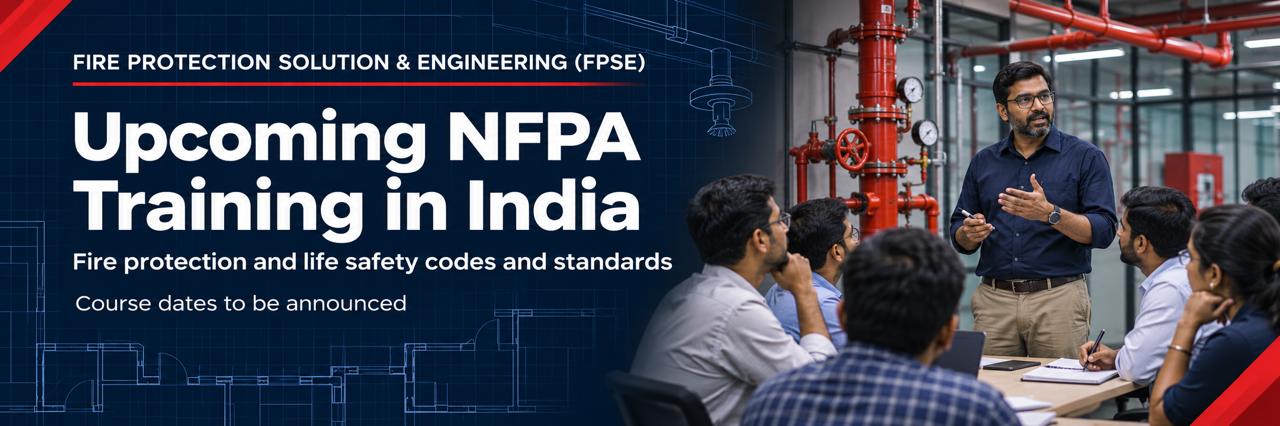 FIRE PROTECTION SOLUTION & ENGINEERING (FPSE)
Upcoming NFPA
Training in India
Fire protection and life safety codes and standards
Course dates to be announced